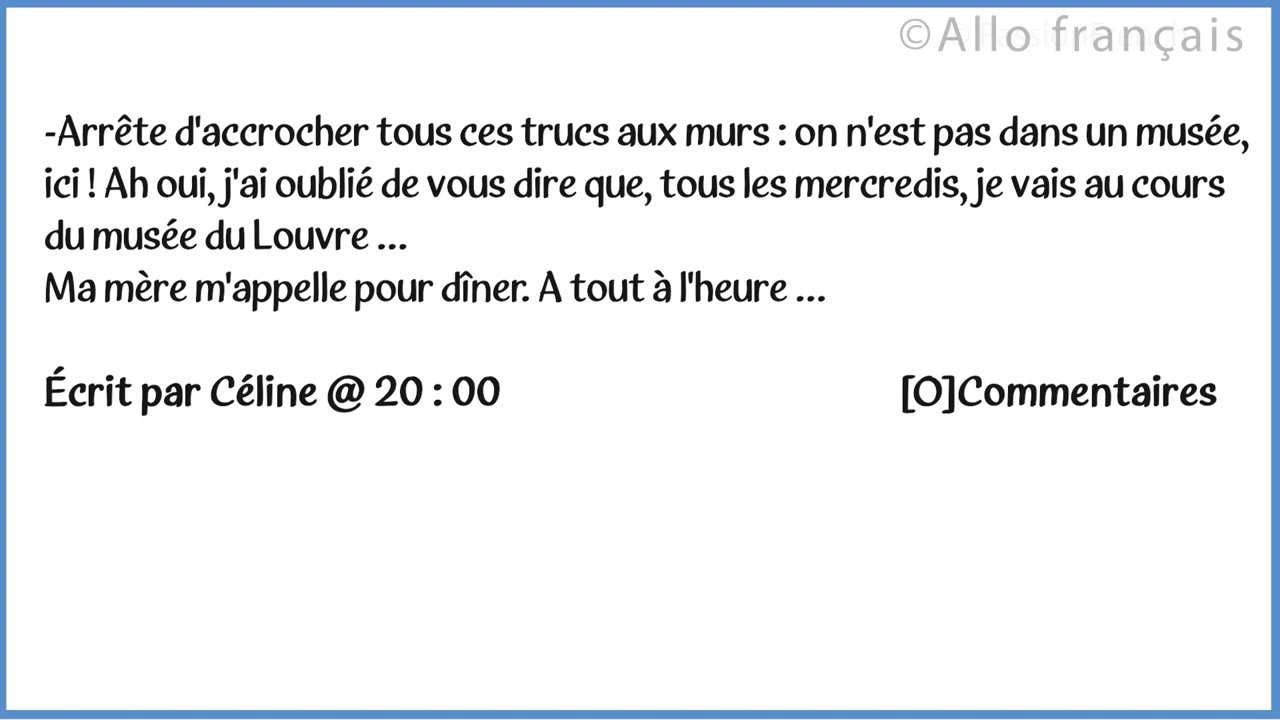 ©Allo français
-Arrête d'accrocher tous ces trucs aux murs : on n'est pas dans un musée,
ici ! Ah oui, j'ai oublié de vous dire que, tous les mercredis, je vais au cours
du musée du Louvre ...
Ma mère m'appelle pour dîner. A tout à l'heure ...
Écrit par Céline @ 20 : 00 [0]Commentaires